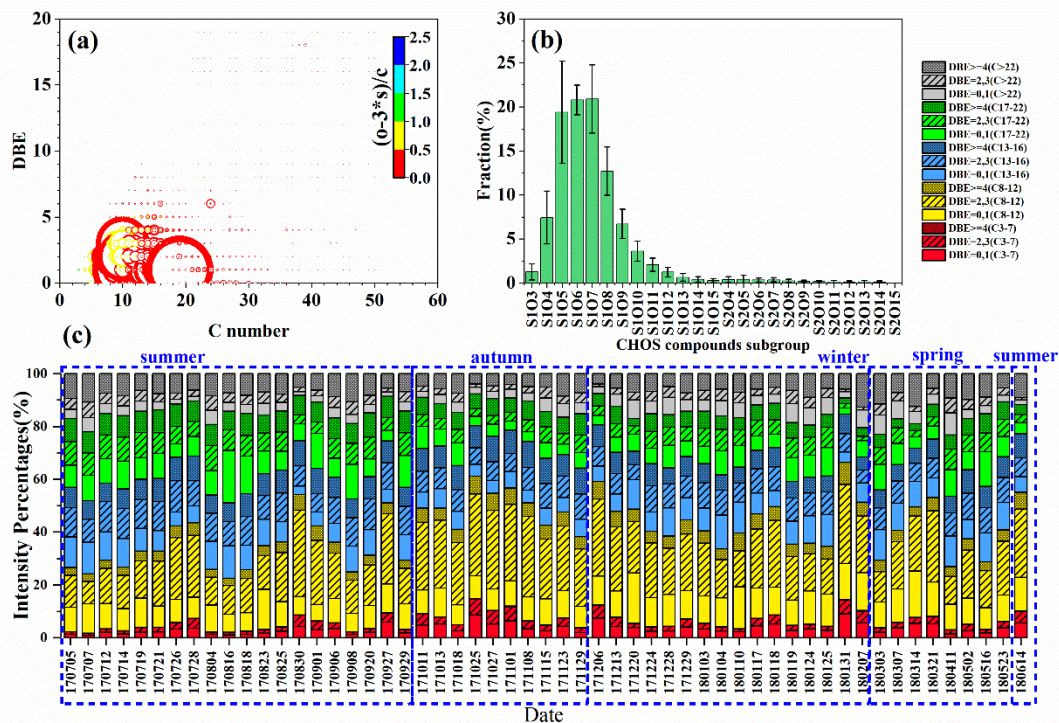 (a)
20
15
10
5
0
DBE
0
10
20
30
40
50
60
C number
2.5
2.0
1.5
1.0
0.5
0.0
(o-3*s)/c
(b)
30
25
20
15
10
5
0
Fraction(%)
S1O3
S1O4
S1O5
S1O6
S1O7
S1O8
S1O9
S1O10
S1O11
S1O12
S1O13
S1O14
S1O15
S2O4
S2O5
S2O6
S2O7
S2O8
S2O9
S2O10
S2O11
S2O12
S2O13
S2O14
S2O15
CHOS compounds subgroup
DBE>=4(C>22)
DBE=2,3(C>22)
DBE=0,1(C>22)
DBE>=4(C17-22)
DBE=2,3(C17-22)
DBE=0,1(C17-22)
DBE>=4(C13-16)
DBE=2,3(C13-16)
DBE=0,1(C13-16)
DBE>=4(C8-12)
DBE=2,3(C8-12)
DBE=0,1(C8-12)
DBE>=4(C3-7)
DBE=2,3(C3-7)
DBE=0,1(C3-7)
(c)
summer
autumn
winter
spring
summer
100
80
60
40
20
0
Intensity Percentages(%)
170705
170707
170712
170714
170719
170721
170726
170728
170804
170816
170818
170823
170825
170830
170901
170906
170908
170920
170927
170929
171011
171013
171018
171025
171027
171101
171108
171115
171123
171129
171206
171213
171220
171224
171228
171229
180103
180104
180110
180117
180118
180119
180124
180125
180131
180207
180303
180307
180314
180321
180411
180502
180516
180523
180614
Date